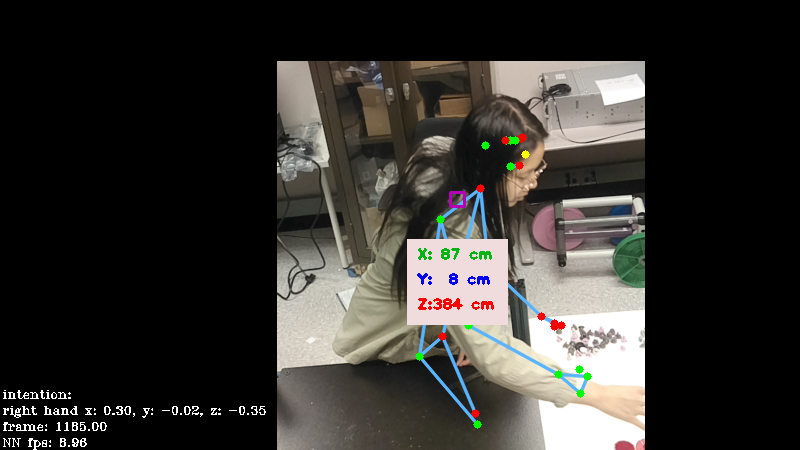 X: 87 cm
Y: 8 cm
Z:384 cm
intention:
right hand x: 0.30, y: -0.02, z: -0.35
frame: 1185.00
NN fps: 8.96